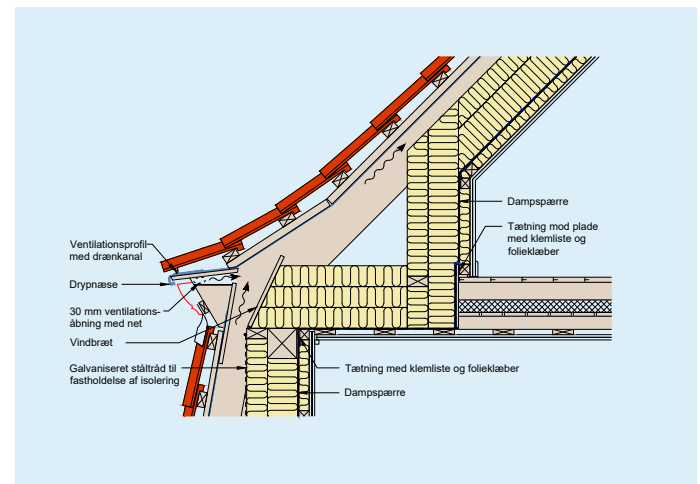 Dampspærre
Tætning mod plade
med klemliste og
folieklæber
Ventilationsprofil
med drænkanal
Drypnæse
30 mm ventilations-
åbning med net
Vindbræt
Galvaniseret ståltråd til
fastholdelse af isolering
Tætning med klemliste og folieklæber
Dampspærre